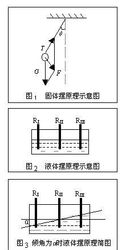 φ
T
G
F
图1 固体摆原理示意图
RⅠ RⅡ RⅢ
图2 液体摆原理示意图
RⅠ RⅡ RⅢ
α
图3 倾角为α时液体摆原理简图